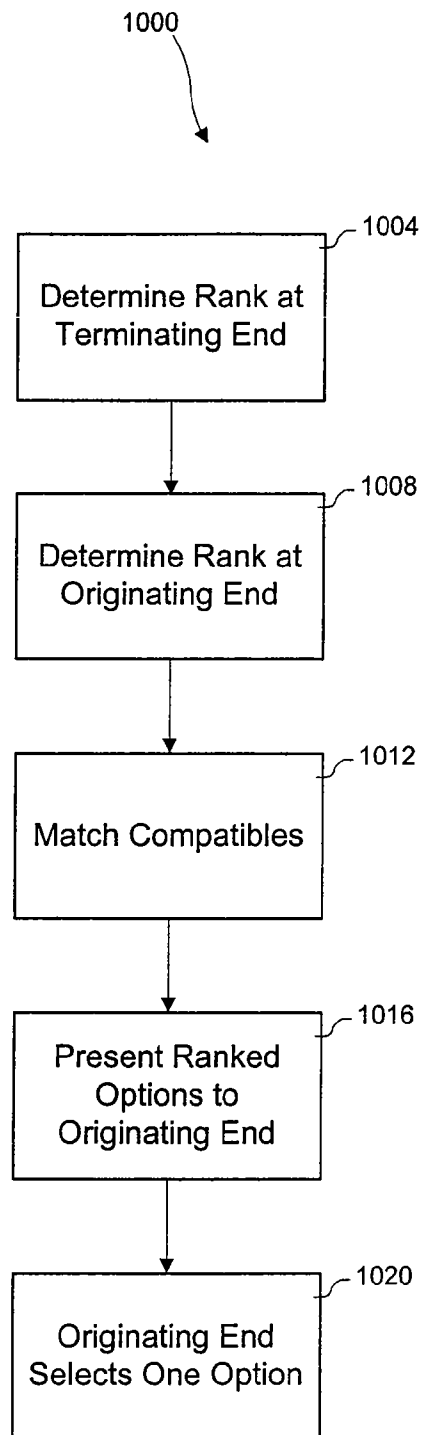 1000
1004
Determine Rank at
Terminating End
1008
Determine Rank at
Originating End
1012
Match Compatibles
1016
Present Ranked
Options to
Originating End
1020
Originating End
Selects One Option